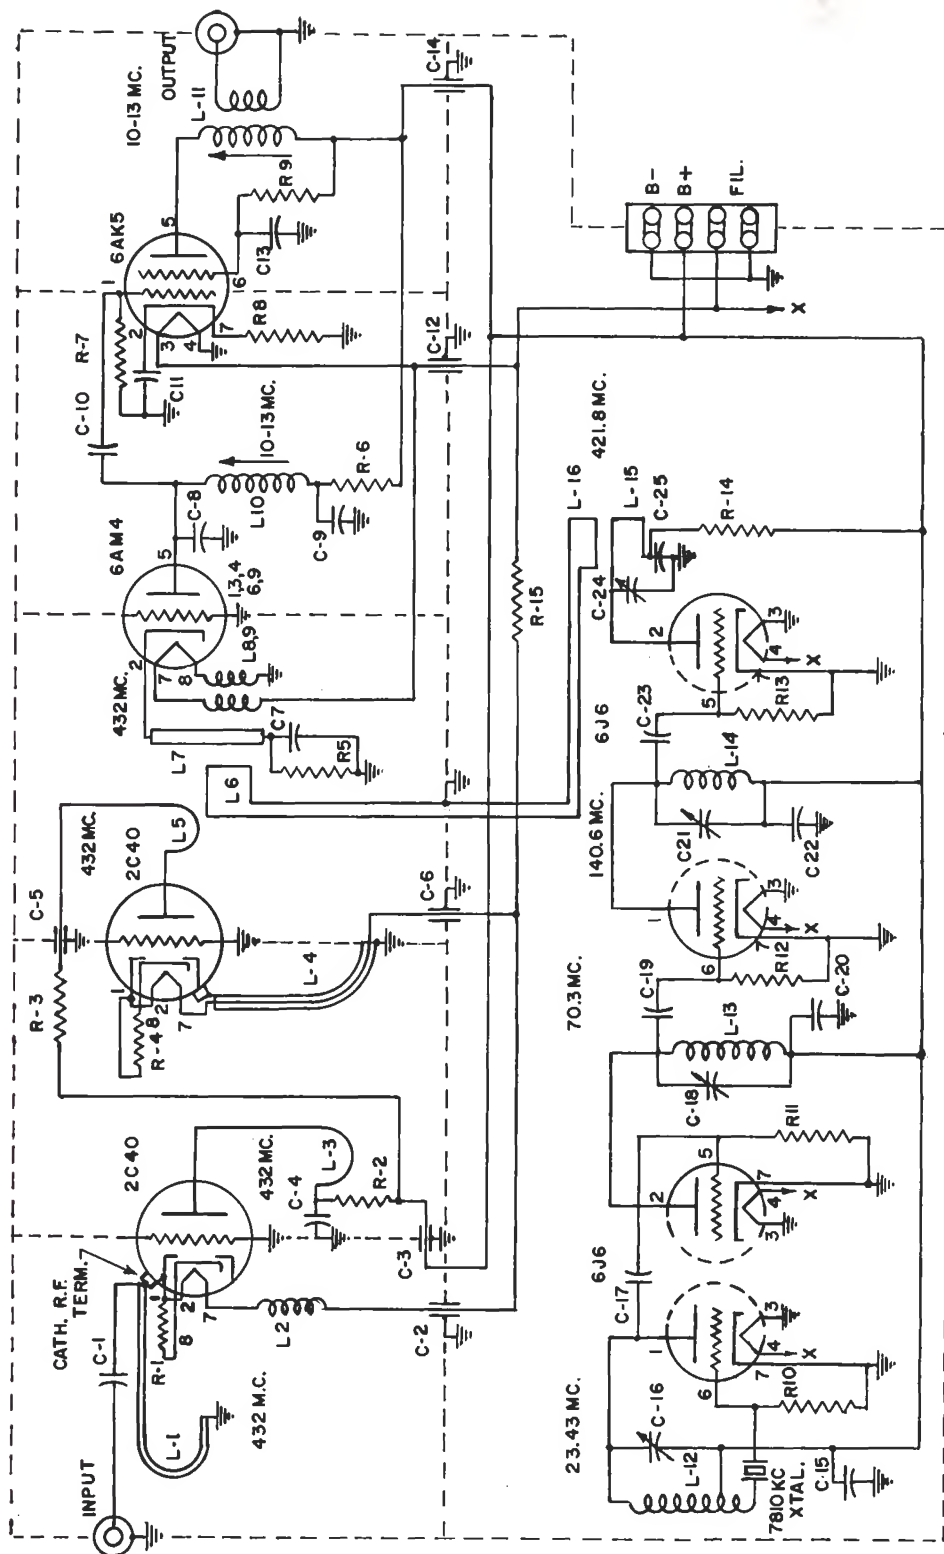 INPUT
C-1
CATH. R.F.
TERM.
R-1
1
2
8
7
L-1
432 M.C.
2C40
L2
C-2
432 MC.
C-4
L-3
R-2
C-3
R-3
C-5
1
R-4
8
2
7
2C40
432 MC.
L5
L-4
C-6
L6
L7
C7
R5
432 MC.
2
7
8
L8,9
6AM4
5
1,3,4
6,9
C-8
L10
10-13 MC.
C-9
R-6
C-10
R-7
C11
1
2
3
4
7
6AK5
5
6
R8
C-12
C13
R9
10-13 MC.
L-11
OUTPUT
C-14
R-15
23.43 MC.
L-12
C-16
7810 KC
XTAL.
C-15
R10
6
1
7
4
3
X
C-17
6J6
2
5
3
4
7
X
R11
70.3 MC.
C-18
L-13
C-19
C-20
R12
6
1
7
4
3
X
140.6 MC.
C21
L-14
C22
C-23
6J6
R13
5
2
7
4
3
X
C-24
C-25
L-15
L-16
421.8 MC.
R-14
X
B-
B+
FIL.